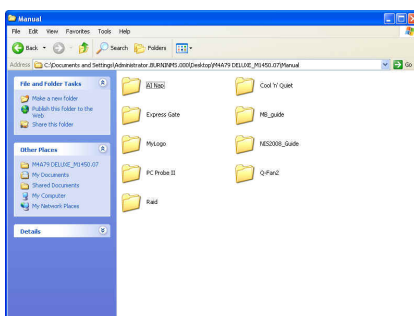 Manual
File Edit View Favorites Tools Help
Back Search Folders
Address C:\Documents and Settings\Administrator.BURNINMS.000\Desktop\M4A79 DELUXE_M1450.07\Manual Go
File and Folder Tasks
Make a new folder
Publish this folder to the
Web
Share this folder
Other Places
M4A79 DELUXE_M1450.07
My Documents
Shared Documents
My Computer
My Network Places
Details
AI Nap Cool 'n' Quiet
Express Gate MB_guide
MyLogo NIS2008_Guide
PC Probe II Q-Fan2
Raid